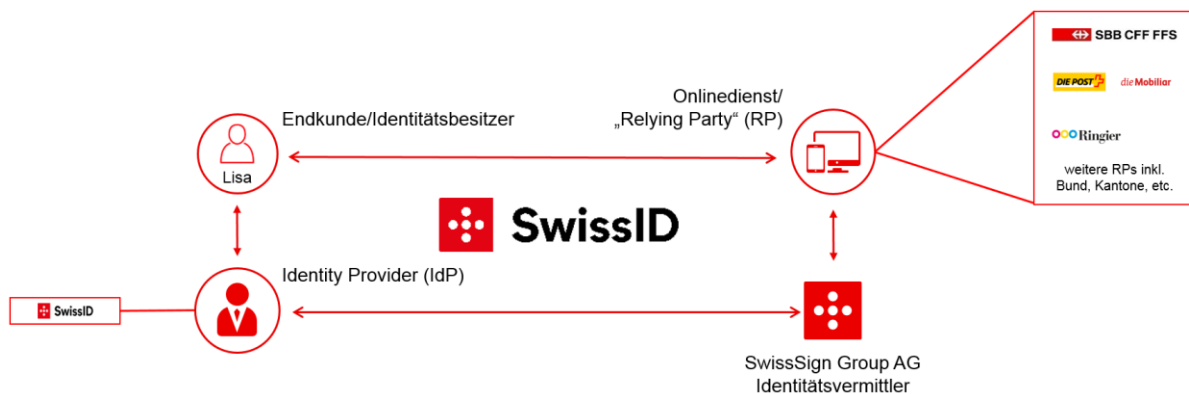 SBB CFF FFS
DIE POST
die Mobiliar
Ringier
weitere RPs inkl.
Bund, Kantone, etc.
Onlinedienst/
„Relying Party“ (RP)
Endkunde/Identitätsbesitzer
Lisa
SwissID
Identity Provider (IdP)
SwissID
SwissSign Group AG
Identitätsvermittler